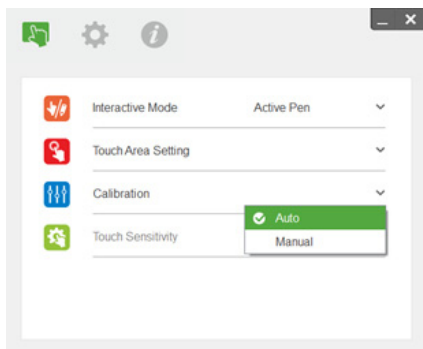 Interactive Mode Active Pen
Touch Area Setting
Calibration
Auto
Touch Sensitivity
Manual